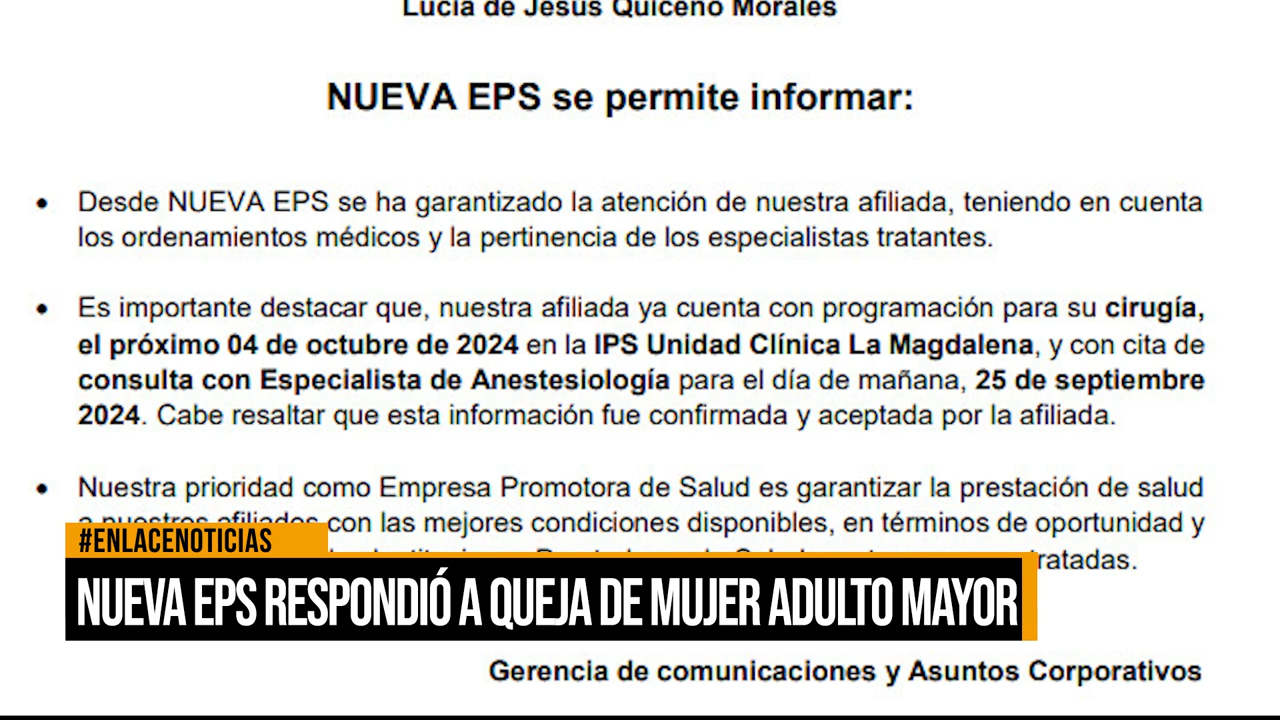 Lucía de Jesús Quiceno Morales
NUEVA EPS se permite informar:
• Desde NUEVA EPS se ha garantizado la atención de nuestra afiliada, teniendo en cuenta
los ordenamientos médicos y la pertinencia de los especialistas tratantes.
• Es importante destacar que, nuestra afiliada ya cuenta con programación para su cirugía,
el próximo 04 de octubre de 2024 en la IPS Unidad Clínica La Magdalena, y con cita de
consulta con Especialista de Anestesiología para el día de mañana, 25 de septiembre
2024. Cabe resaltar que esta información fue confirmada y aceptada por la afiliada.
• Nuestra prioridad como Empresa Promotora de Salud es garantizar la prestación de salud
a nuestros afiliados con las mejores condiciones disponibles, en términos de oportunidad y
ratadas.
#ENLACENOTICIAS
NUEVA EPS RESPONDIÓ A QUEJA DE MUJER ADULTO MAYOR
Gerencia de comunicaciones y Asuntos Corporativos